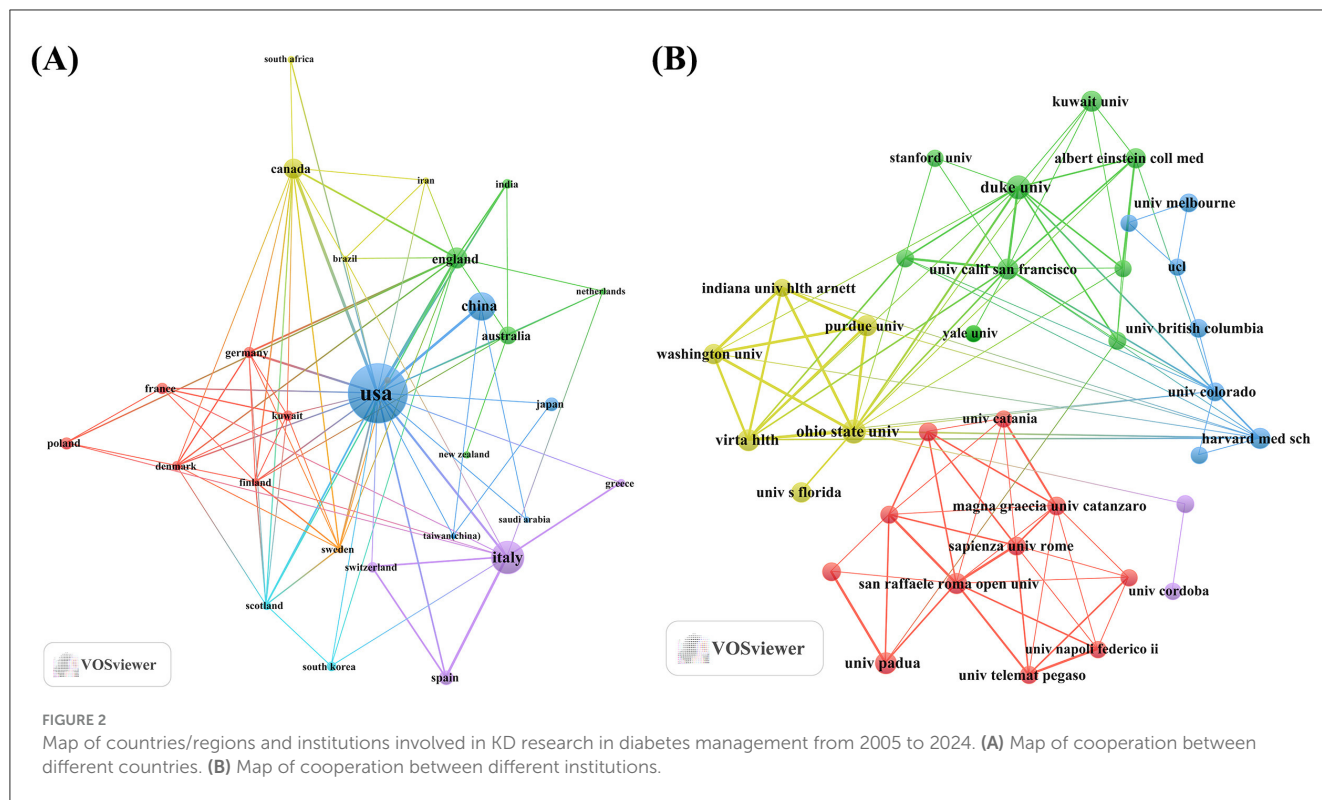 (A)
south africa
canada
iran
india
brazil
england
netherlands
china
australia
germany
usa
france
japan
kuwait
poland
new zealand
denmark
finland
greece
saudi arabia
taiwan(china)
sweden
italy
switzerland
scotland
south korea
spain
VOSviewer
(B)
kuwait univ
stanford univ
albert einstein coll med
duke univ
univ melbourne
ucl
univ calif san francisco
indiana univ hlth arnett
purdue univ
yale univ
univ british columbia
washington univ
univ colorado
univ catania
virta hlth
ohio state univ
harvard med sch
univ s florida
magna graecia univ catanzaro
sapienza univ rome
san raffaele roma open univ
univ cordoba
univ napoli federico ii
univ padua
univ telemat pegaso
VOSviewer
FIGURE 2
Map of countries/regions and institutions involved in KD research in diabetes management from 2005 to 2024. (A) Map of cooperation between
different countries. (B) Map of cooperation between different institutions.